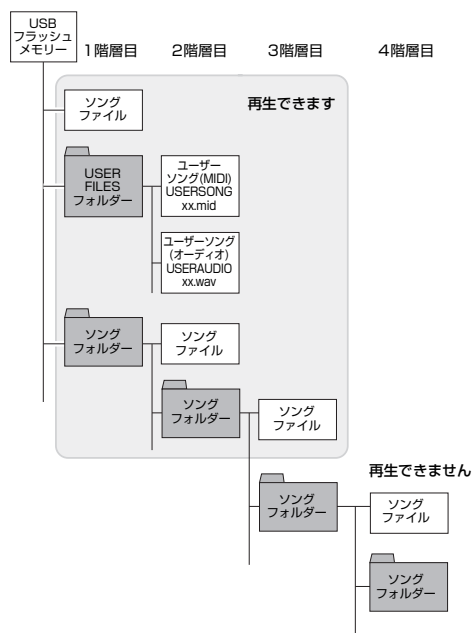 USB
フラッシュ
メモリー
1階層目
2階層目
3階層目
4階層目
再生できます
ソング
ファイル
USER
FILES
フォルダー
ユーザー
ソング(MIDI)
USERSONG
xx.mid
ユーザーソング
(オーディオ)
USERAUDIO
xx.wav
ソング
フォルダー
ソング
ファイル
ソング
フォルダー
ソング
ファイル
再生できません
ソング
フォルダー
ソング
ファイル
ソング
フォルダー